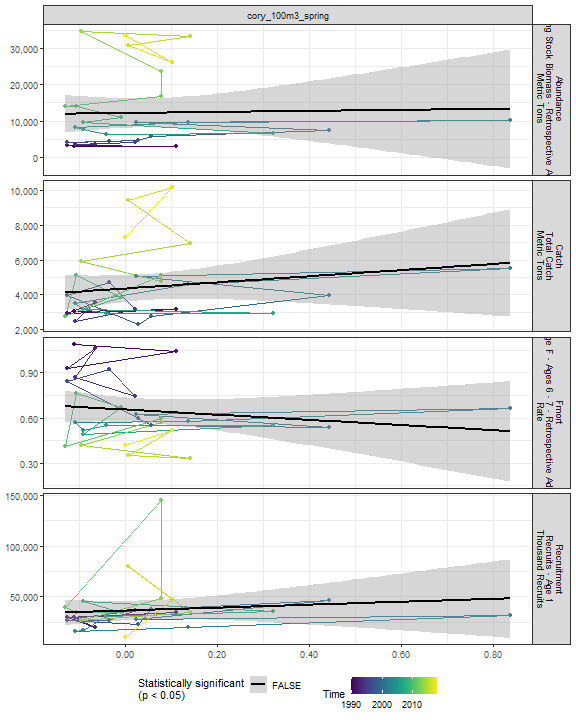 cory_100m3_spring
30,000
20,000
10,000
0
Abundance
ng Stock Biomass - Retrospective A
Metric Tons
10,000
8,000
6,000
4,000
2,000
Catch
Total Catch
Metric Tons
0.90
0.60
0.30
Fmort
ge F - Ages 6 - 7 - Retrospective Ad
Rate
150,000
100,000
50,000
Recruitment
Recruits - Age 1
Thousand Recruits
0.00
0.20
0.40
0.60
0.80
Statistically significant
(p < 0.05)
FALSE
Time
1990
2000
2010